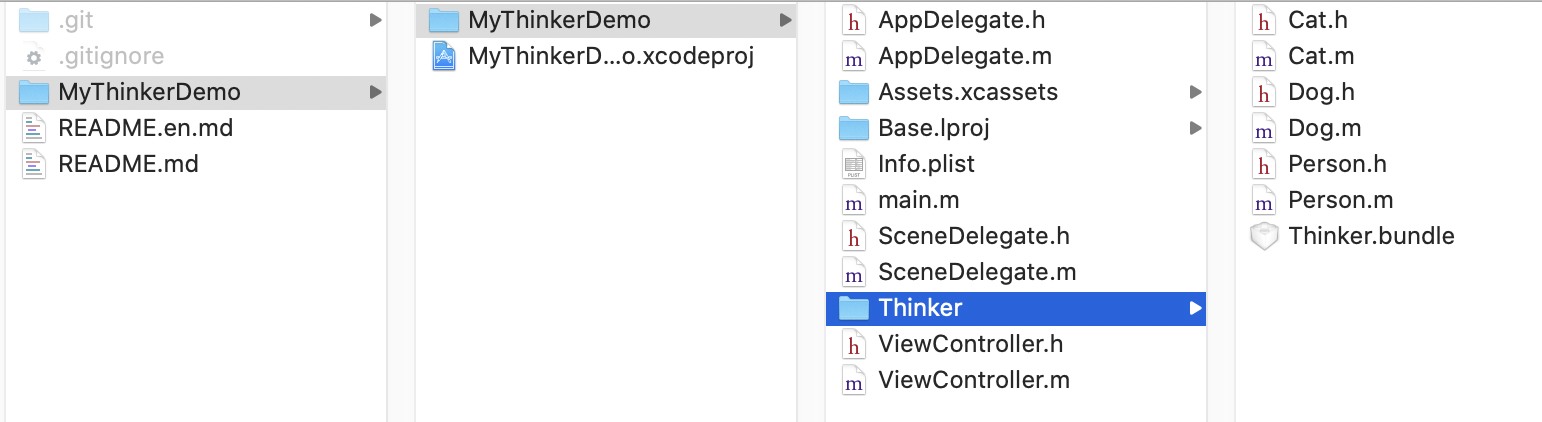 .git
.gitignore
MyThinkerDemo
README.en.md
README.md
MyThinkerDemo
MyThinkerD...o.xcodeproj
AppDelegate.h
AppDelegate.m
Assets.xcassets
Base.lproj
Info.plist
main.m
SceneDelegate.h
SceneDelegate.m
Thinker
ViewController.h
ViewController.m
Cat.h
Cat.m
Dog.h
Dog.m
Person.h
Person.m
Thinker.bundle